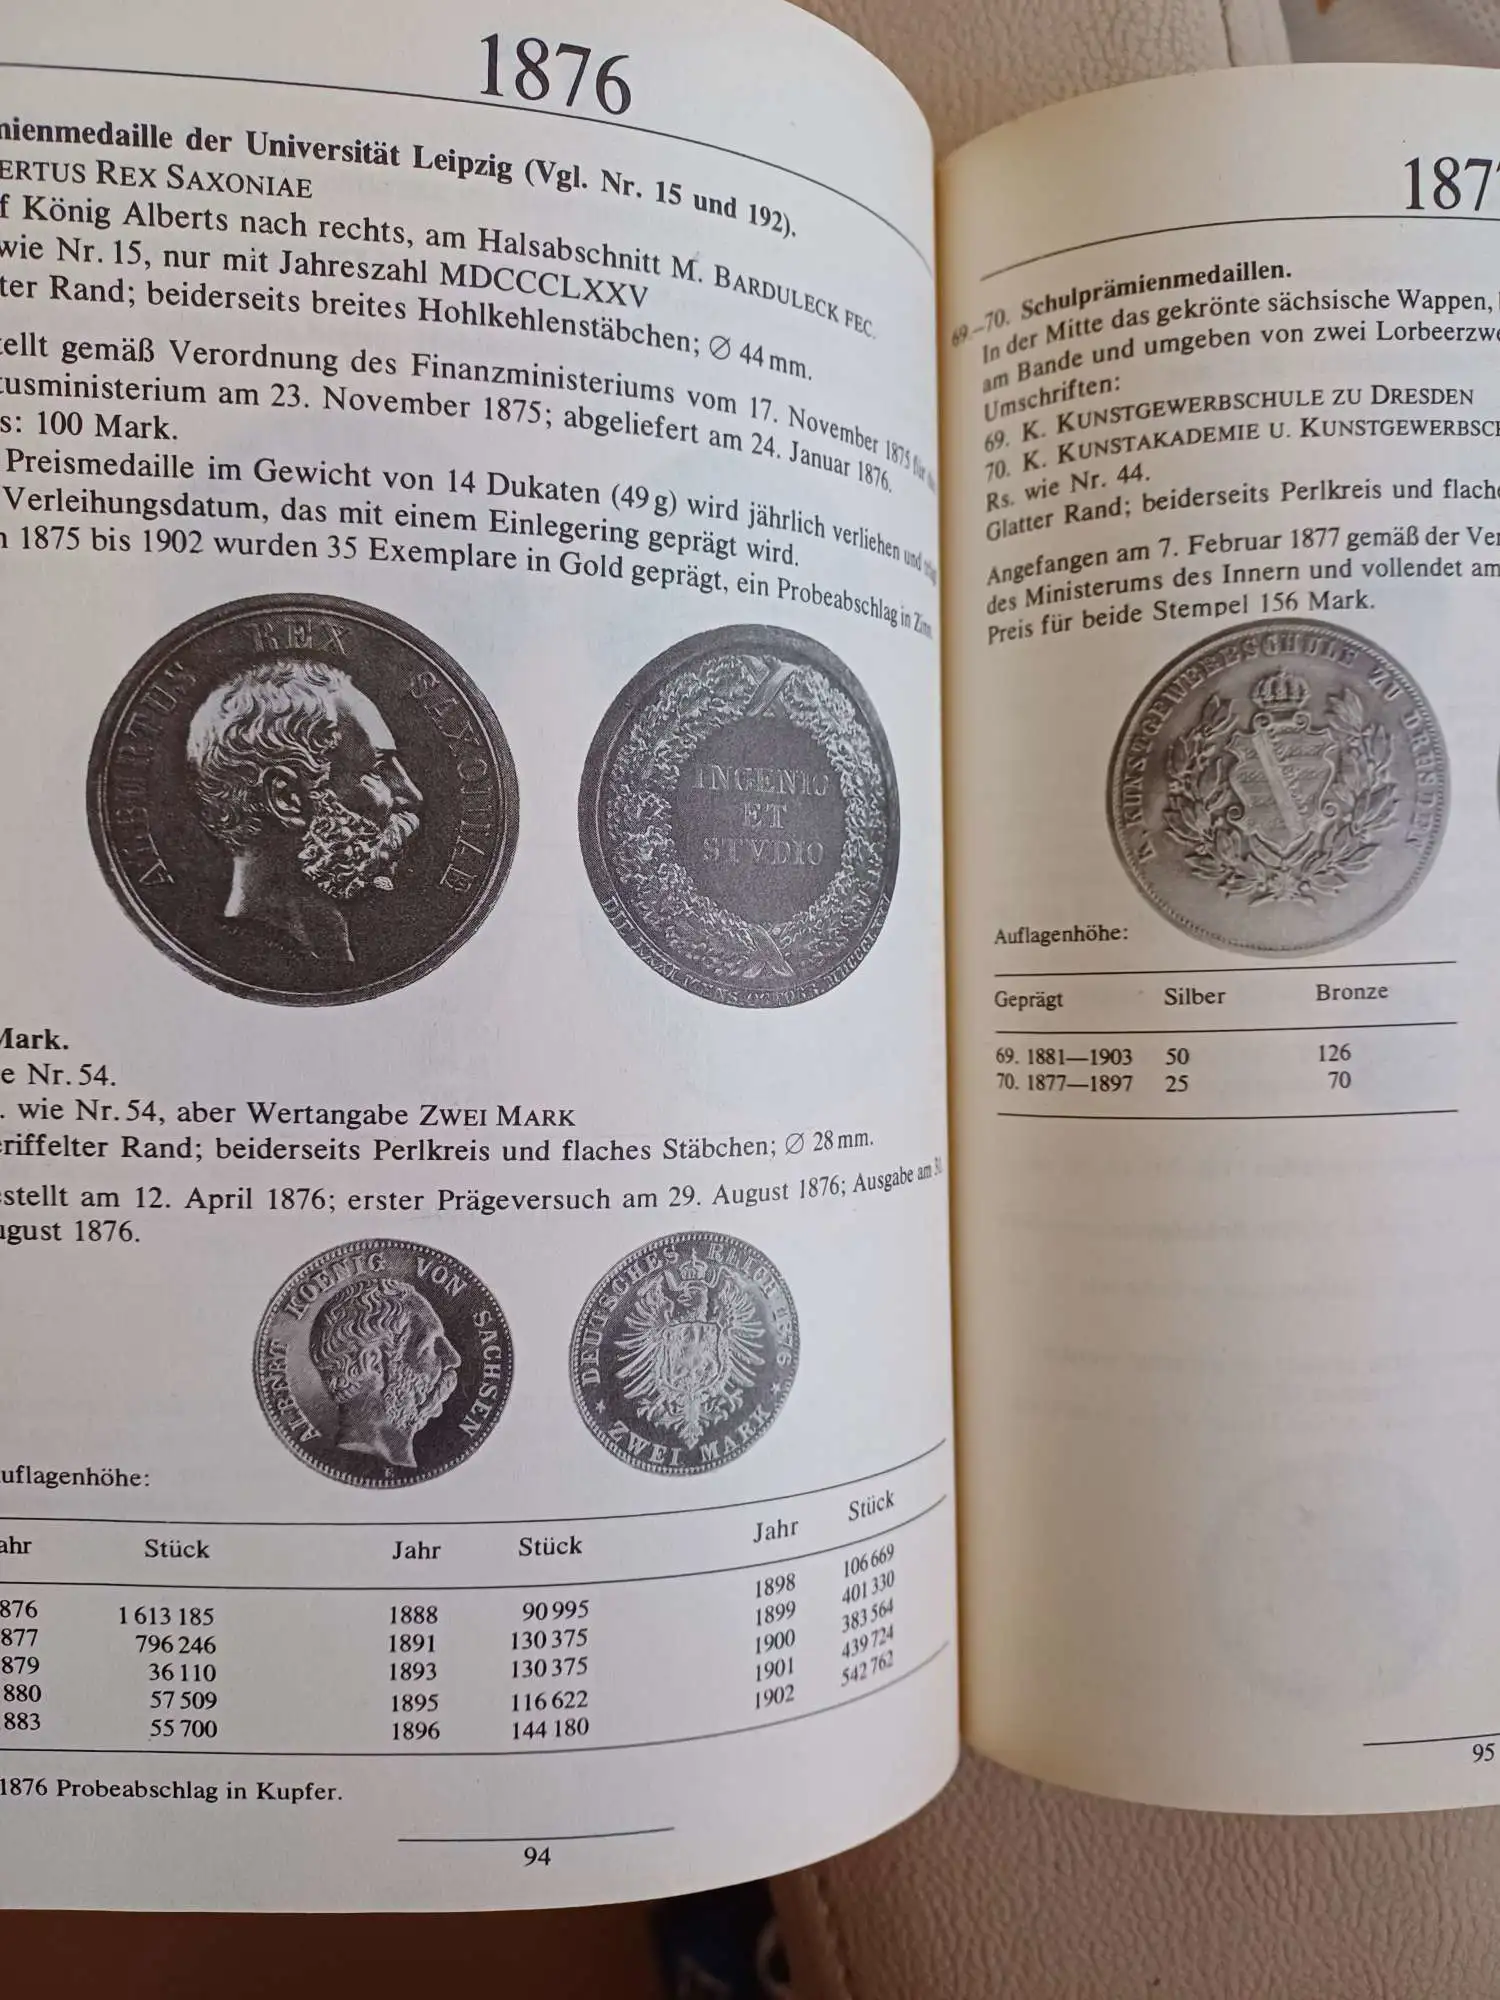 1876
mienmedaille der Universität Leipzig (Vgl. Nr. 15 und 192).
ERTUS REX SAXONIAE
f König Alberts nach rechts, am Halsabschnitt M. BARDULECK FEC.
wie Nr. 15, nur mit Jahreszahl MDCCCLXXV
ter Rand; beiderseits breites Hohlkehlenstäbchen; ∅ 44 mm.
tellt gemäß Verordnung des Finanzministeriums vom 17. November 1875 für
tusministerium am 23. November 1875; abgeliefert am 24. Januar 1876.
s: 100 Mark.
Preismedaille im Gewicht von 14 Dukaten (49 g) wird jährlich verliehen und
Verleihungsdatum, das mit einem Einlegering geprägt wird.
n 1875 bis 1902 wurden 35 Exemplare in Gold geprägt, ein Probeabschlag in Zinn.
ALBERTUS REX SAXONIAE
INGENIO
ET
STVDIO
Mark.
e Nr. 54.
. wie Nr. 54, aber Wertangabe ZWEI MARK
eriffelter Rand; beiderseits Perlkreis und flaches Stäbchen; ∅ 28 mm.
estellt am 12. April 1876; erster Prägeversuch am 29. August 1876; Ausgabe am
ugust 1876.
ALBERT KOENIG VON SACHSEN
E
DEUTSCHES REICH 1876
* ZWEI MARK *
uflagenhöhe:
ahr Stück Jahr Stück Jahr Stück
876 1 613 185 1888 90 995 1898 106 669
877 796 246 1891 130 375 1899 401 330
879 36 110 1893 130 375 1900 383 564
880 57 509 1895 116 622 1901 439 724
883 55 700 1896 144 180 1902 542 762
1876 Probeabschlag in Kupfer.
94
187
69.–70. Schulprämienmedaillen.
In der Mitte das gekrönte sächsische Wappen,
am Bande und umgeben von zwei Lorbeerzwe
Umschriften:
69. K. KUNSTGEWERBSCHULE ZU DRESDEN
70. K. KUNSTAKADEMIE U. KUNSTGEWERBSCH
Rs. wie Nr. 44.
Glatter Rand; beiderseits Perlkreis und flache
Angefangen am 7. Februar 1877 gemäß der Ver
des Ministerums des Innern und vollendet am
Preis für beide Stempel 156 Mark.
K. KUNSTGEWERBESCHULE ZU DRESDEN
Auflagenhöhe:
Geprägt Silber Bronze
69. 1881—1903 50 126
70. 1877—1897 25 70
95